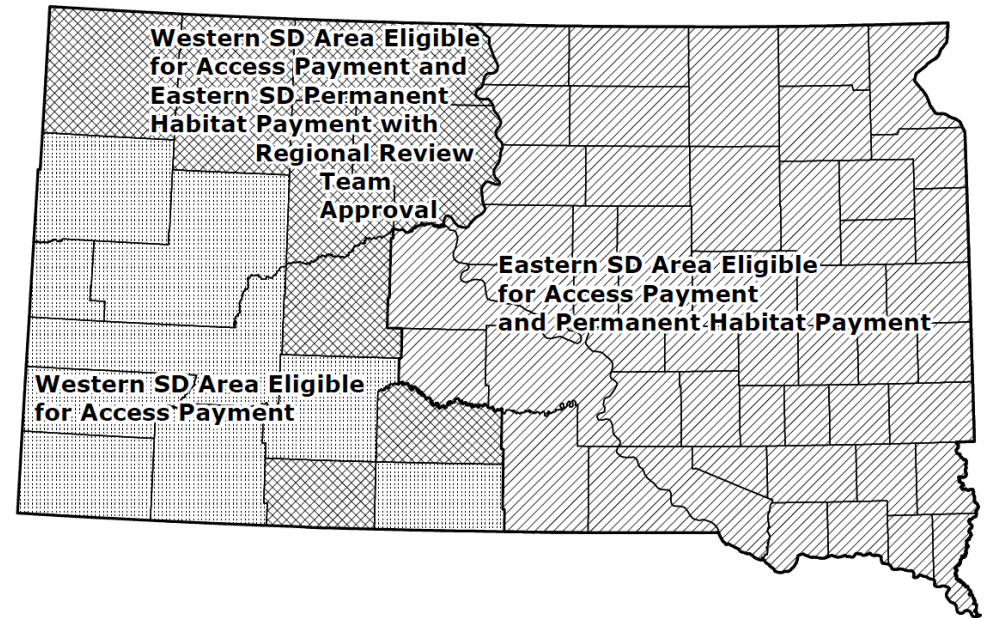 Western SD Area Eligible
for Access Payment and
Eastern SD Permanent
Habitat Payment with
Regional Review
Team
Approval
Eastern SD Area Eligible
for Access Payment
and Permanent Habitat Payment
Western SD Area Eligible
for Access Payment